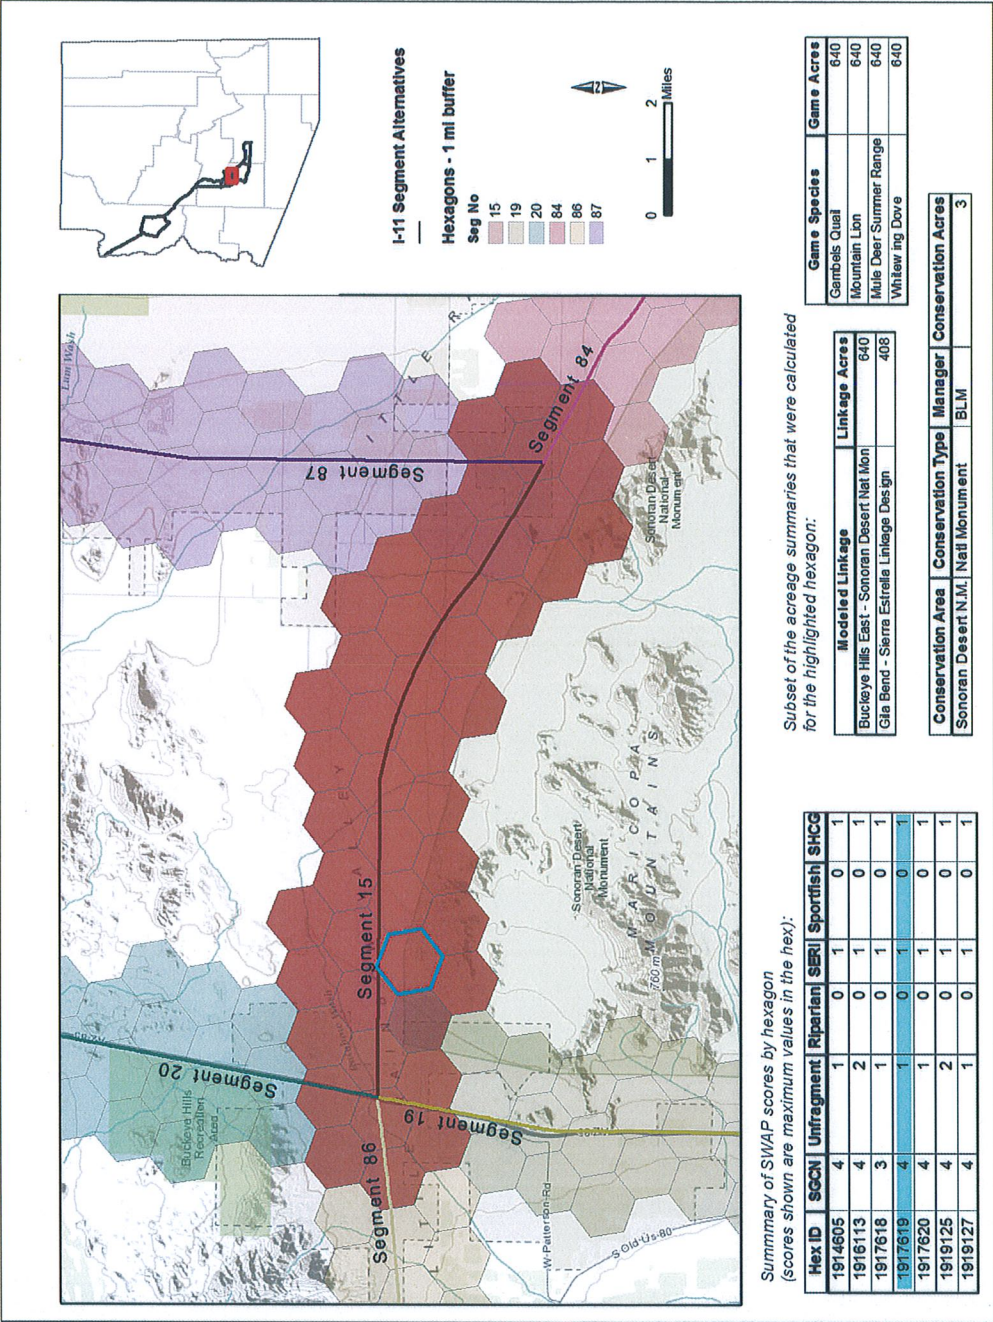 I-11 Segment Alternatives
Hexagons - 1 mi buffer
Seg No
15
19
20
84
86
87
N
0 1 2
Miles
Lum Wash
Segment 87
Segment 84
Segment 15
Segment 20
Segment 19
Segment 86
Buckeye Hills
Recreation
Area
Sonoran Desert
National
Monument
Sonoran Desert
National
Monument
MARICOPA
MOUNTAINS
760 m
W-Patterson-Rd
S Old-Us-80
Summary of SWAP scores by hexagon
(scores shown are maximum values in the hex):
Hex ID SGCN Unfragment Riparian SERI Sportfish SHCG
1914605 4 1 0 1 0 1
1916113 4 2 0 1 0 1
1917618 3 1 0 1 0 1
1917619 4 1 0 1 0 1
1917620 4 1 0 1 0 1
1919125 4 2 0 1 0 1
1919127 4 1 0 1 0 1
Subset of the acreage summaries that were calculated
for the highlighted hexagon:
Modeled Linkage Linkage Acres
Buckeye Hills East - Sonoran Desert Nat Mon 640
Gila Bend - Sierra Estrella Linkage Design 408
Game Species Game Acres
Gambels Quail 640
Mountain Lion 640
Mule Deer Summer Range 640
Whitew ing Dove 640
Conservation Area Conservation Type Manager Conservation Acres
Sonoran Desert N.M. Natl Monument BLM 3